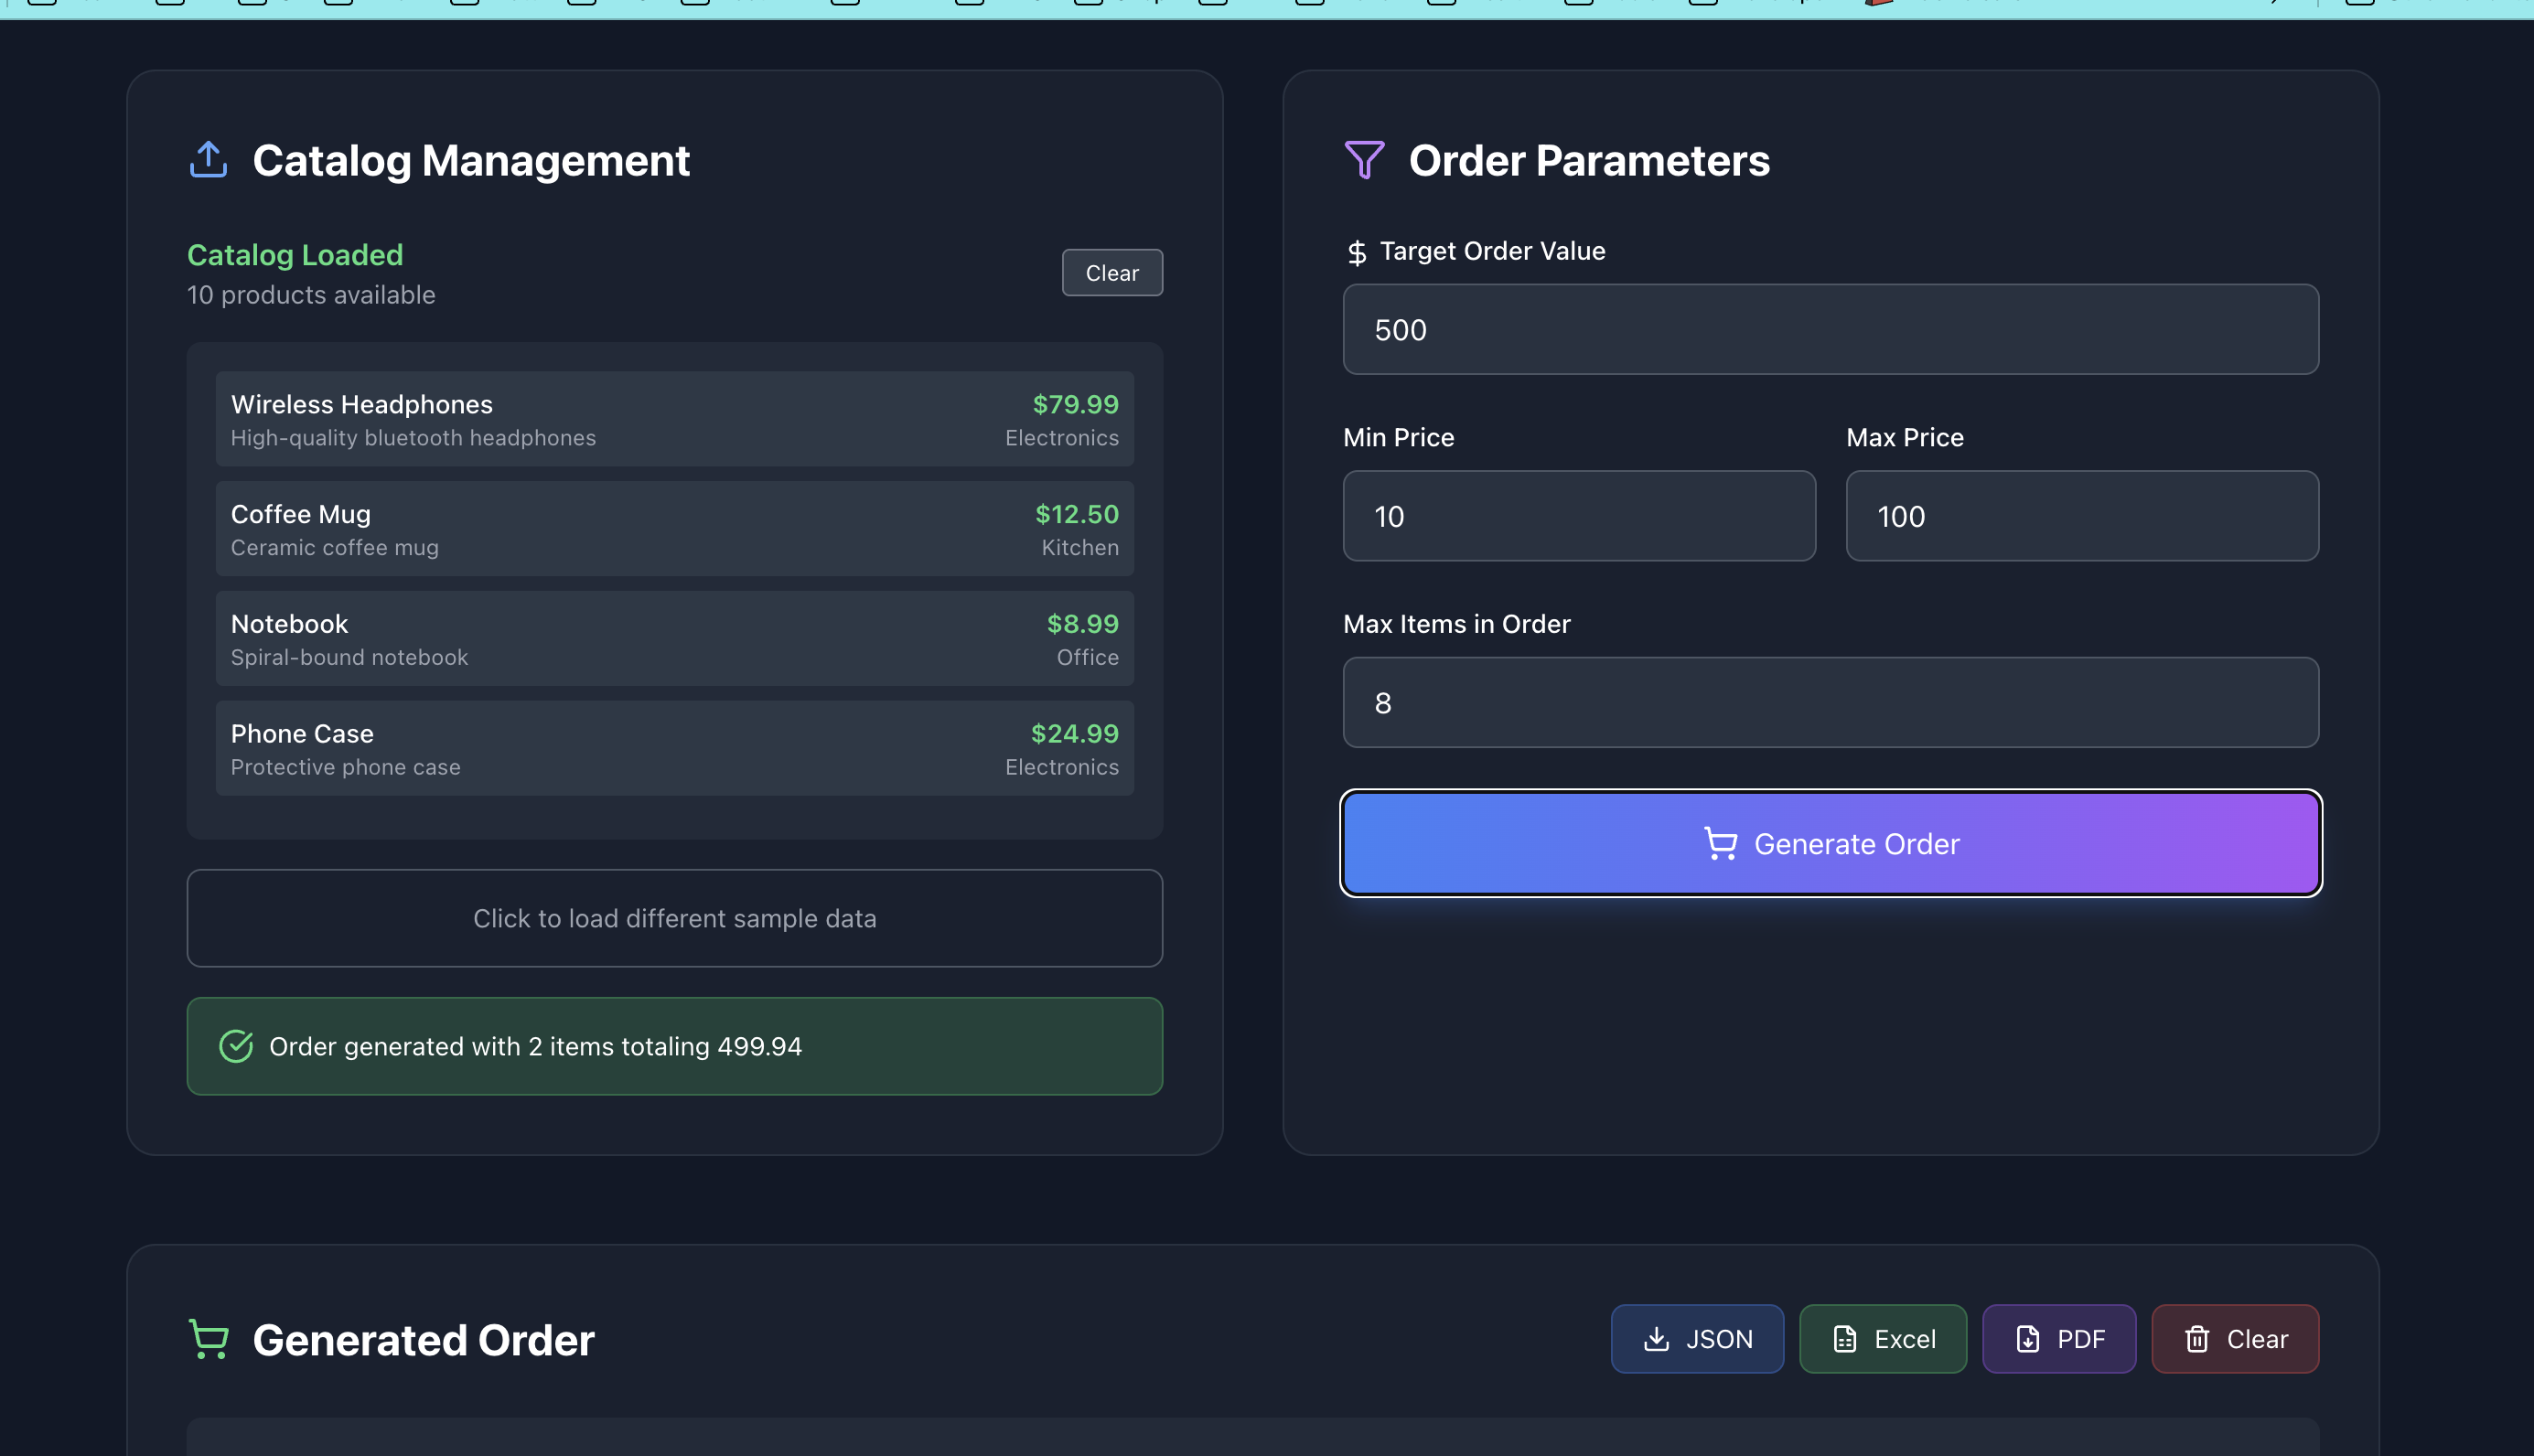 Catalog Management
Catalog Loaded
10 products available
Clear
Wireless Headphones
$79.99
High-quality bluetooth headphones
Electronics
Coffee Mug
$12.50
Ceramic coffee mug
Kitchen
Notebook
$8.99
Spiral-bound notebook
Office
Phone Case
$24.99
Protective phone case
Electronics
Click to load different sample data
Order generated with 2 items totaling 499.94
Order Parameters
$ Target Order Value
500
Min Price
Max Price
10
100
Max Items in Order
8
Generate Order
Generated Order
JSON
Excel
PDF
Clear